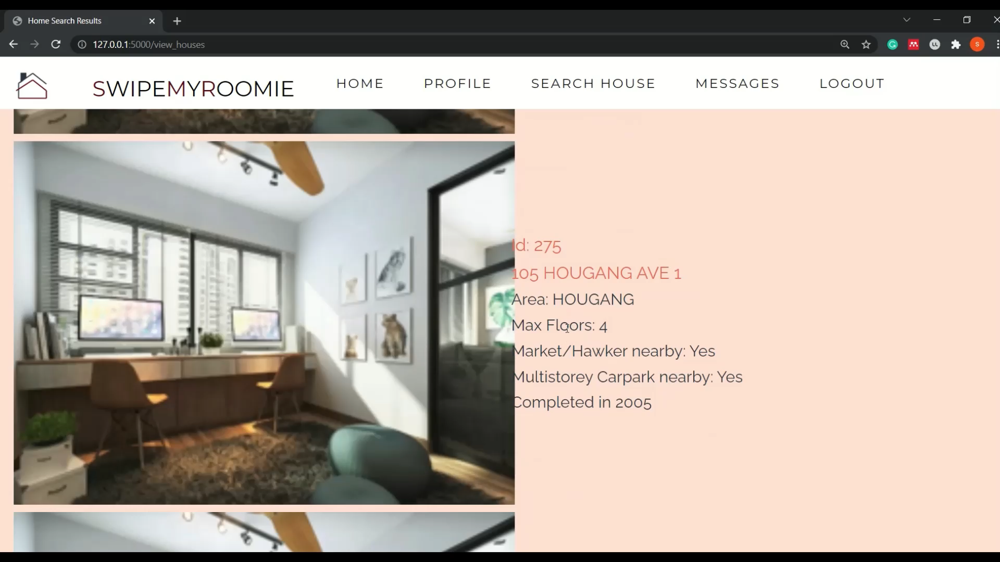 Home Search Results
127.0.0.1:5000/view_houses
S
SWIPEMYROOMIE
HOME
PROFILE
SEARCH HOUSE
MESSAGES
LOGOUT
Id: 275
105 HOUGANG AVE 1
Area: HOUGANG
Max Floors: 4
Market/Hawker nearby: Yes
Multistorey Carpark nearby: Yes
Completed in 2005